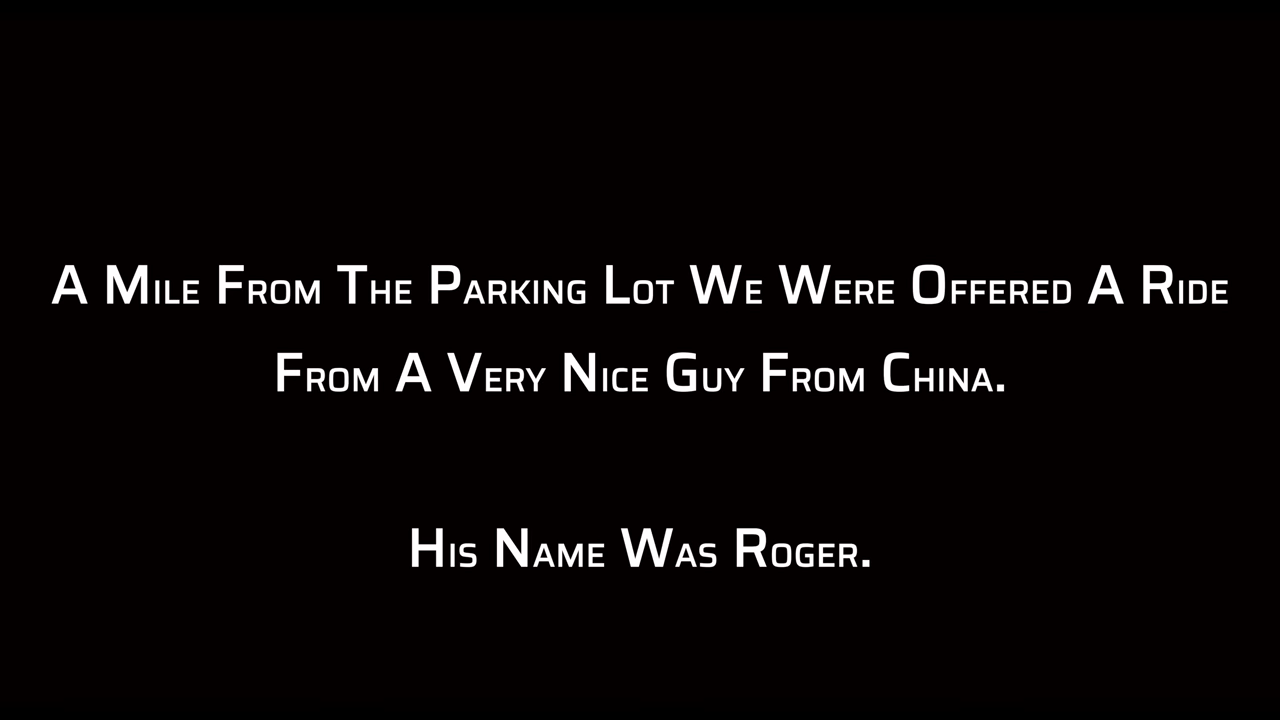 A Mile From The Parking Lot We Were Offered A Ride
From A Very Nice Guy From China.
His Name Was Roger.